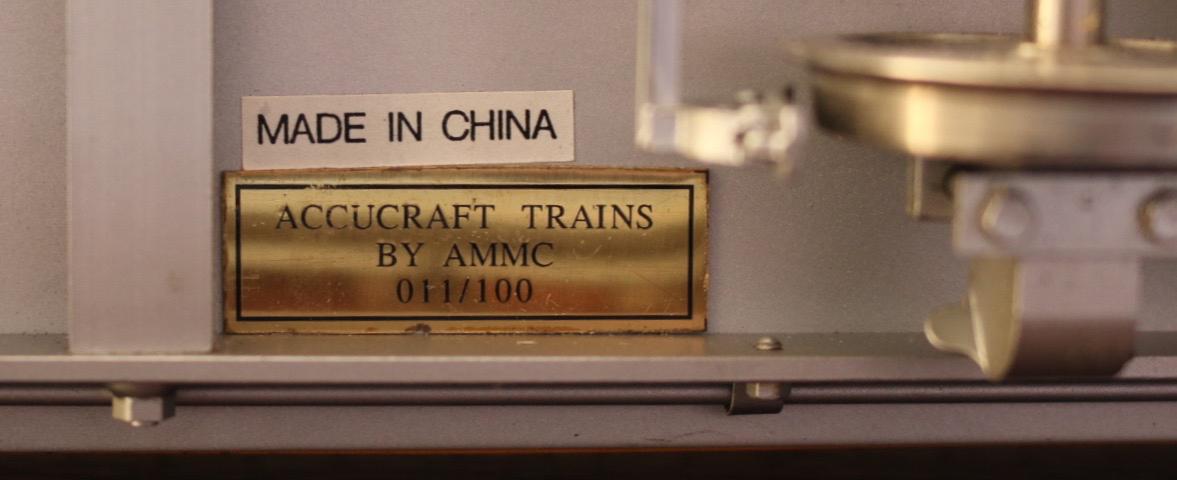 MADE IN CHINA
ACCUCRAFT TRAINS
BY AMMC
011/100